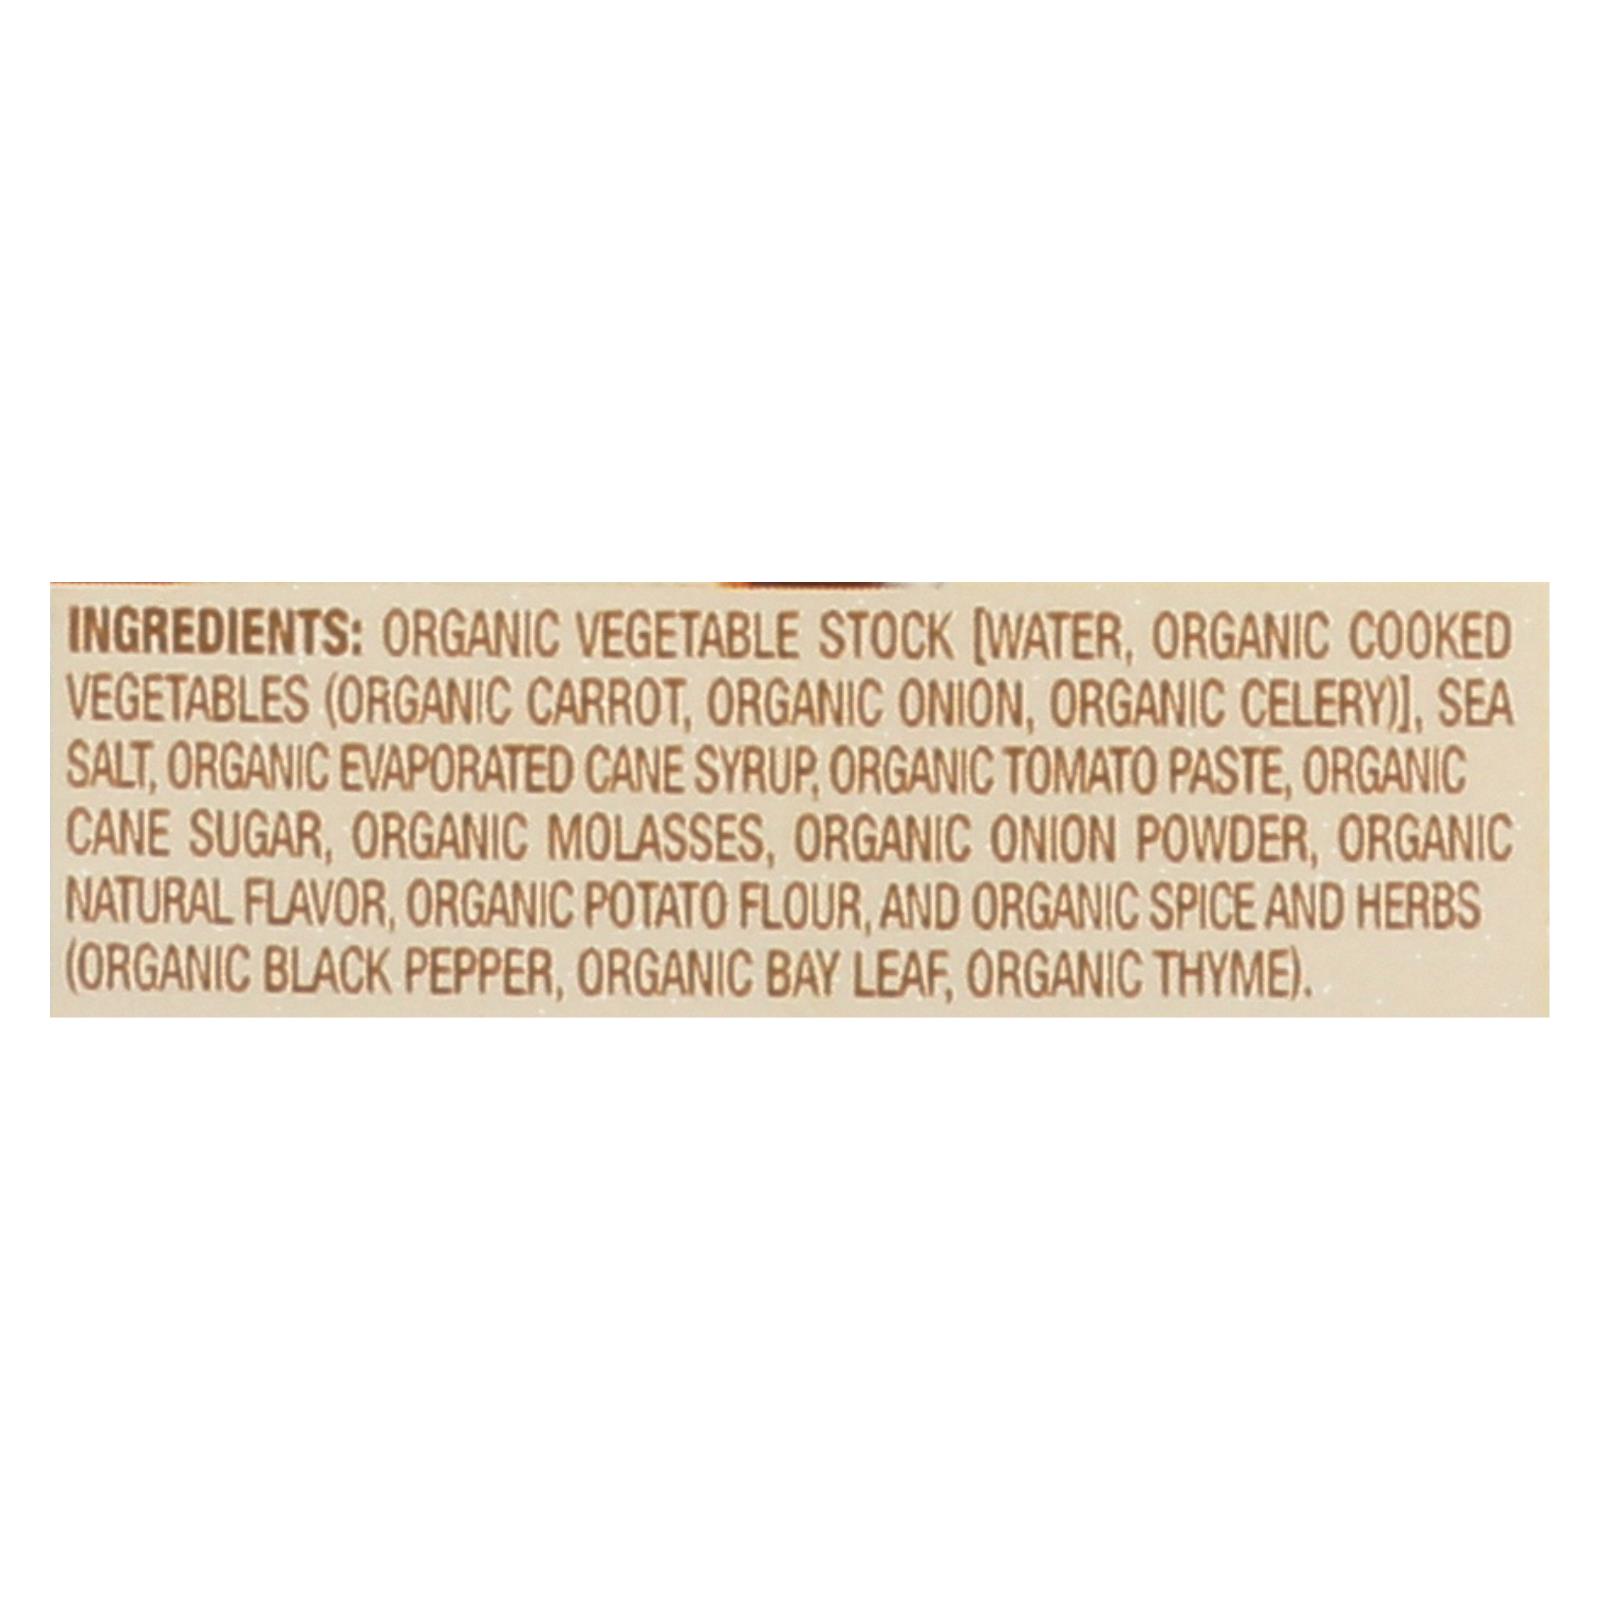 INGREDIENTS: ORGANIC VEGETABLE STOCK [WATER, ORGANIC COOKED
VEGETABLES (ORGANIC CARROT, ORGANIC ONION, ORGANIC CELERY)], SEA
SALT, ORGANIC EVAPORATED CANE SYRUP, ORGANIC TOMATO PASTE, ORGANIC
CANE SUGAR, ORGANIC MOLASSES, ORGANIC ONION POWDER, ORGANIC
NATURAL FLAVOR, ORGANIC POTATO FLOUR, AND ORGANIC SPICE AND HERBS
(ORGANIC BLACK PEPPER, ORGANIC BAY LEAF, ORGANIC THYME).